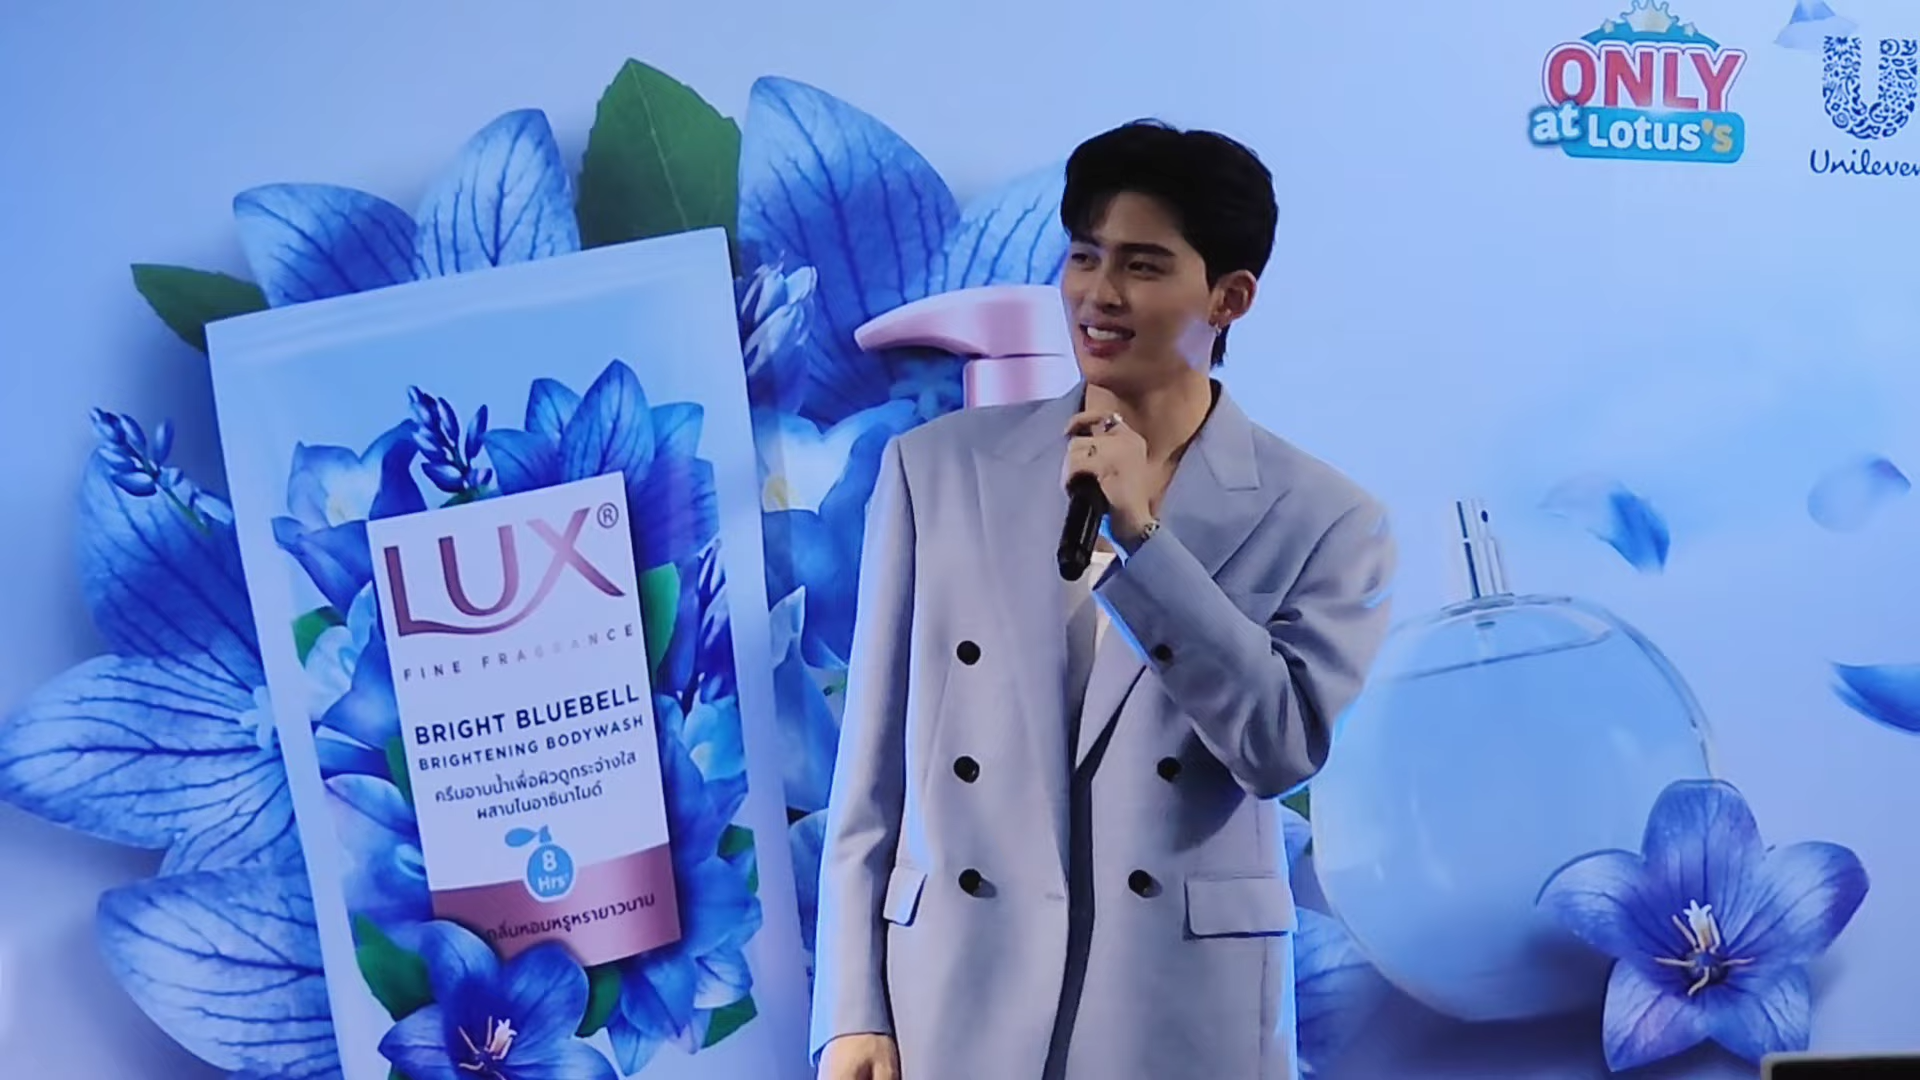 ONLY
at Lotus's
Unilever
LUX®
FINE FRAGRANCE
BRIGHT BLUEBELL
BRIGHTENING BODYWASH
ครีมอาบน้ำเพื่อผิวดูกระจ่างใส
ผสานไนอาซินาไมด์
8
Hrs
กลิ่นหอมหรูหรายาวนาน